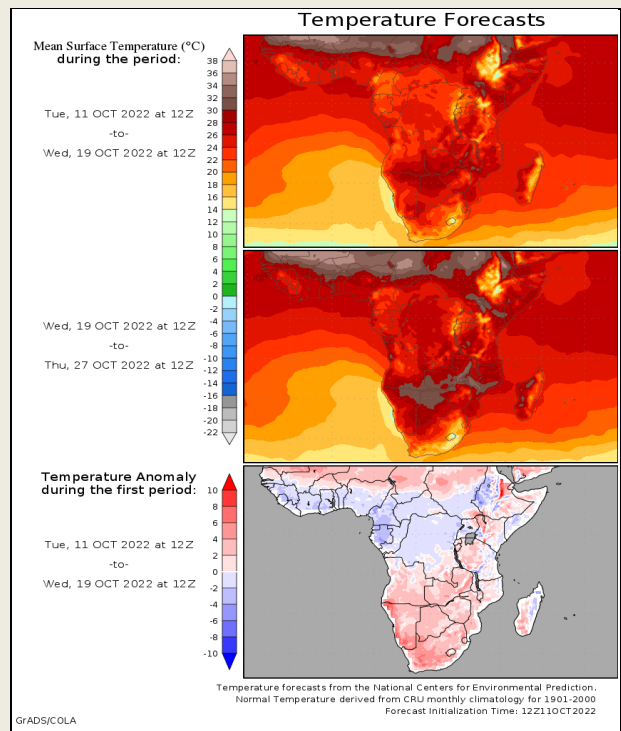 Temperature Forecasts
Mean Surface Temperature (°C)
during the period:
38
36
34
32
30
28
26
24
22
20
18
16
14
12
10
8
6
4
2
0
-2
-4
-6
-8
-10
-12
-14
-16
-18
-20
-22
Tue, 11 OCT 2022 at 12Z
-to-
Wed, 19 OCT 2022 at 12Z
Wed, 19 OCT 2022 at 12Z
-to-
Thu, 27 OCT 2022 at 12Z
Temperature Anomaly
during the first period:
10
8
6
4
2
0
-2
-4
-6
-8
-10
Tue, 11 OCT 2022 at 12Z
-to-
Wed, 19 OCT 2022 at 12Z
Temperature forecasts from the National Centers for Environmental Prediction.
Normal Temperature derived from CRU monthly climatology for 1901-2000
Forecast Initialization Time: 12Z11OCT2022
GrADS/COLA